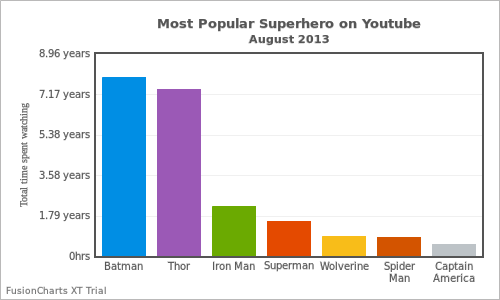 Most Popular Superhero on Youtube
August 2013
Total time spent watching
8.96 years
7.17 years
5.38 years
3.58 years
1.79 years
0hrs
Batman
Thor
Iron Man
Superman
Wolverine
Spider
Man
Captain
America
FusionCharts XT Trial